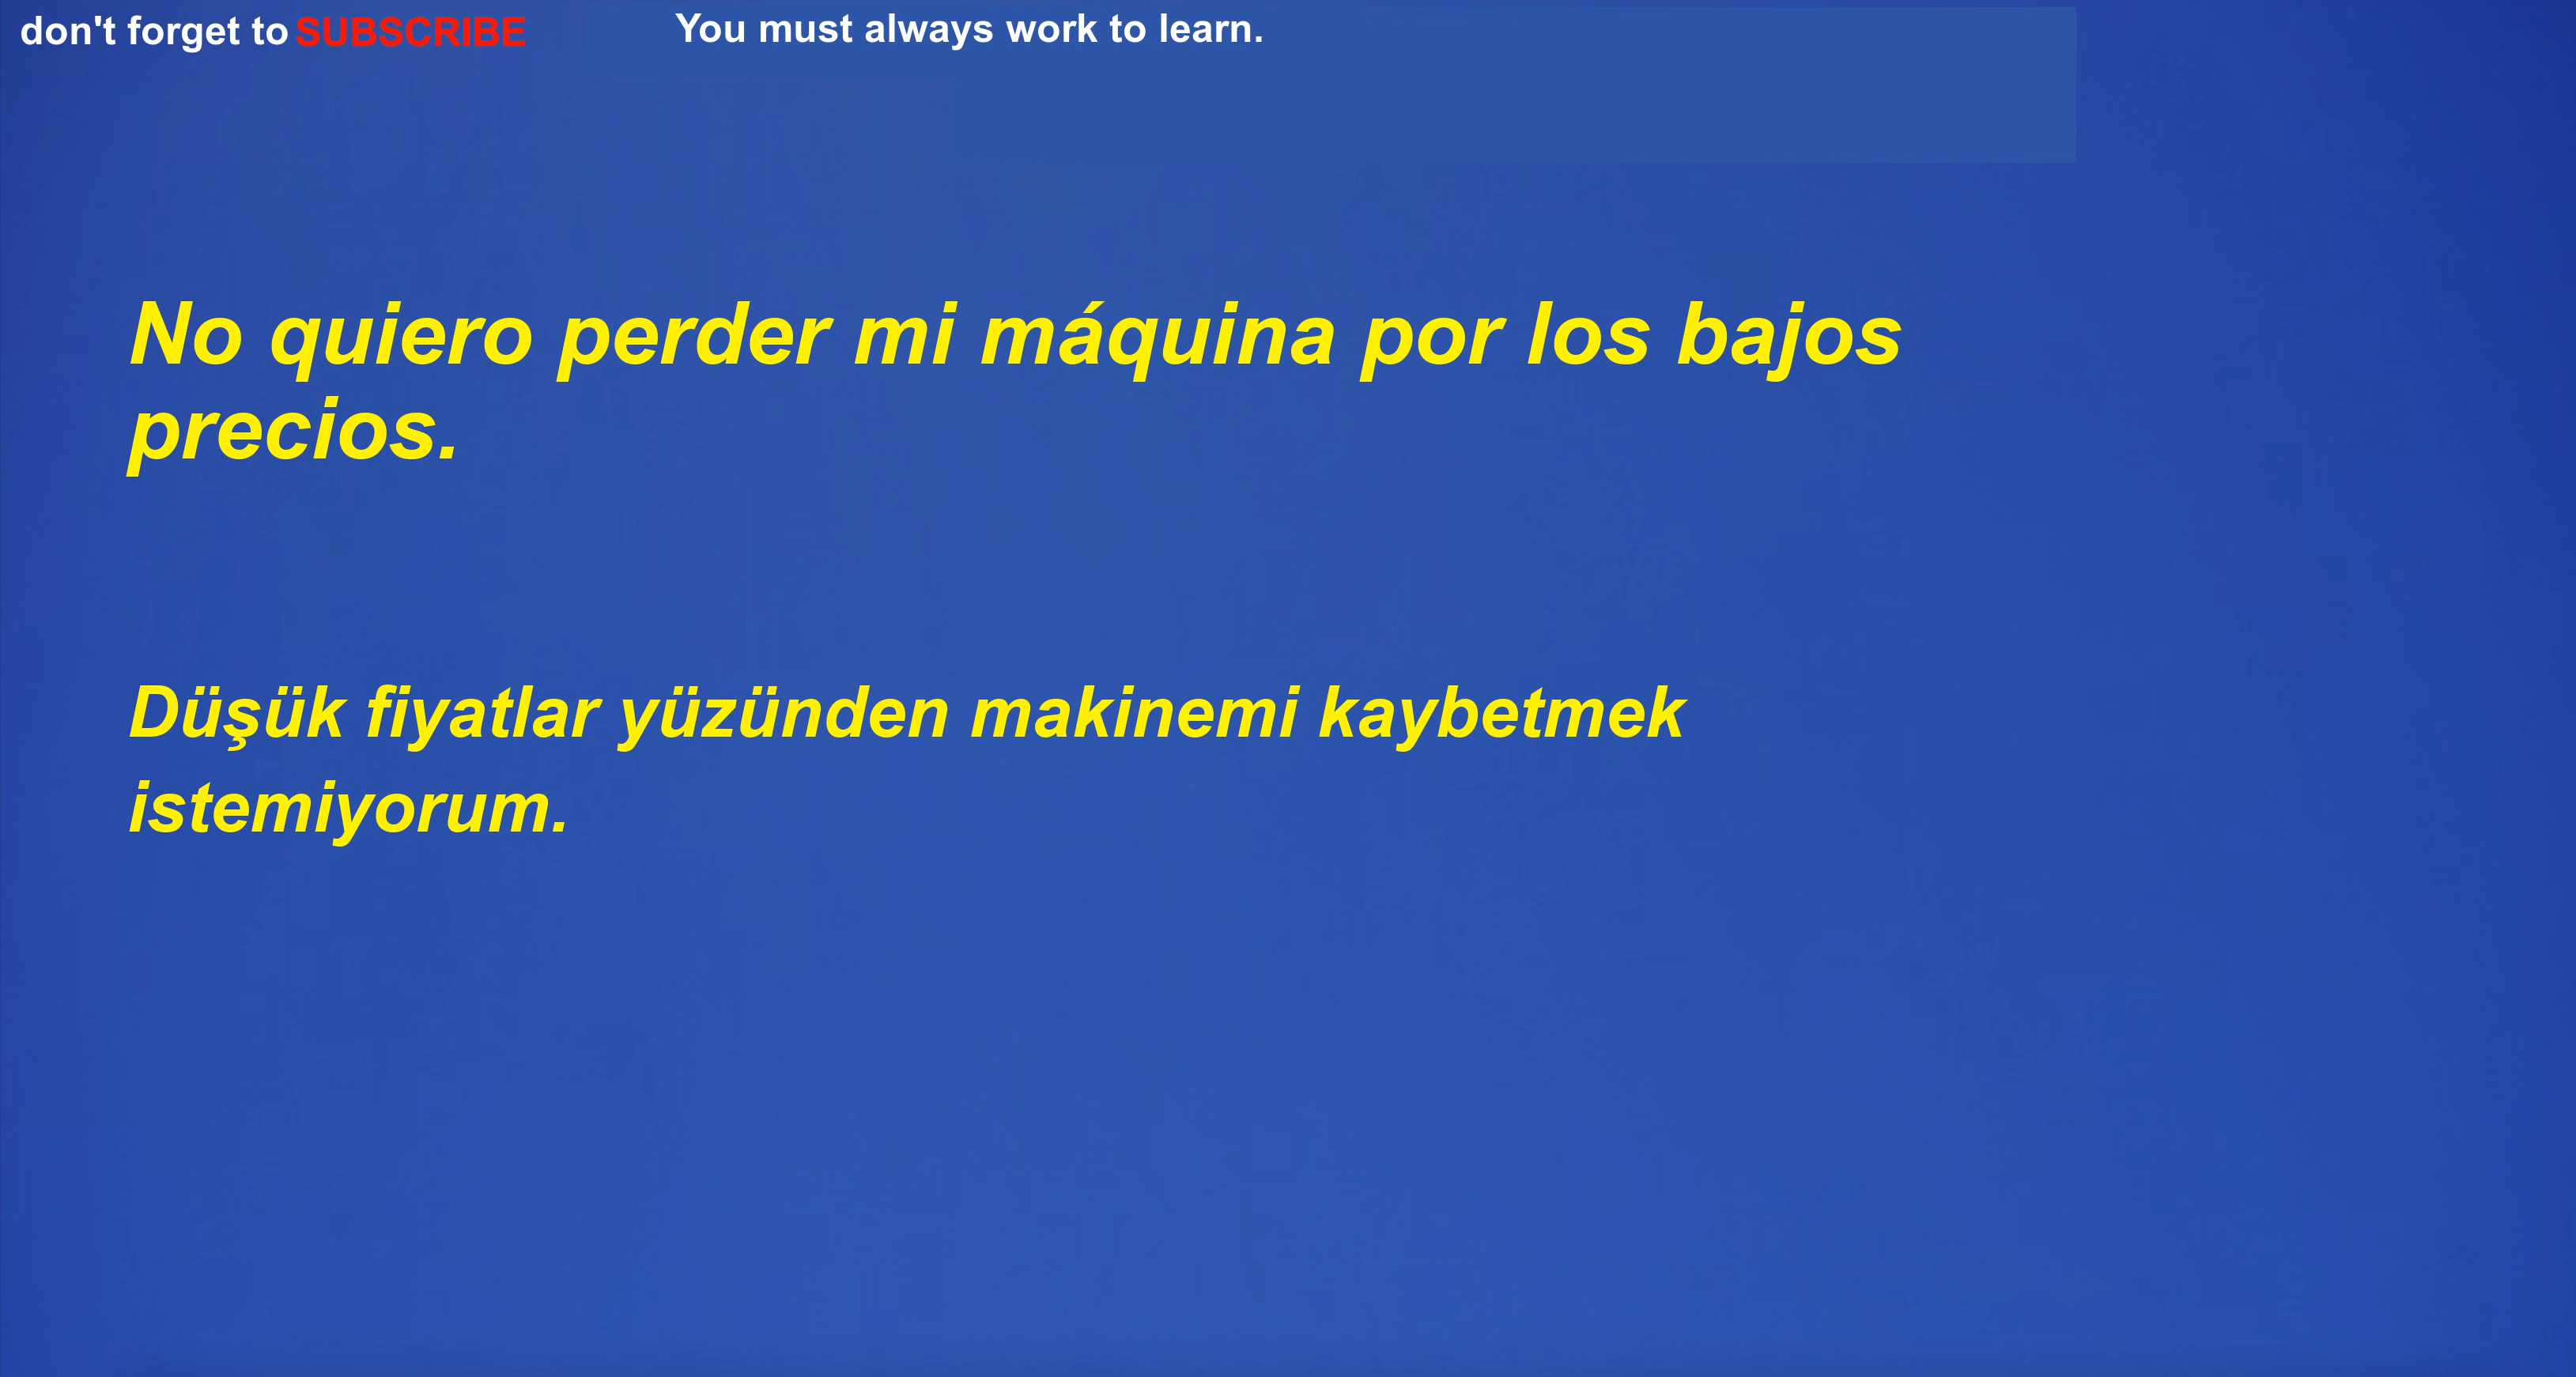 don't forget to SUBSCRIBE
You must always work to learn.
No quiero perder mi máquina por los bajos
precios.
Düşük fiyatlar yüzünden makinemi kaybetmek
istemiyorum.